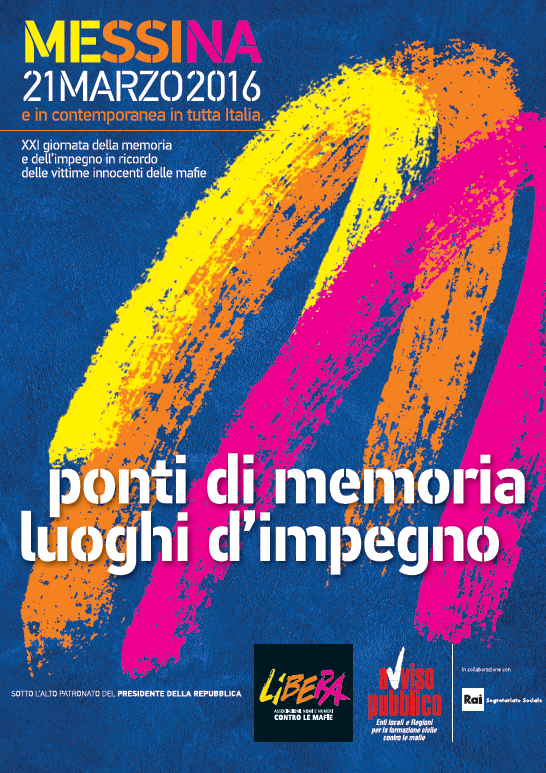 MESSINA
21MARZO2016
e in contemporanea in tutta Italia
XXI giornata della memoria
e dell'impegno in ricordo
delle vittime innocenti delle mafie
ponti di memoria
luoghi d'impegno
SOTTO L'ALTO PATRONATO DEL PRESIDENTE DELLA REPUBBLICA
LiBERA
ASSOCIAZIONI, NOMI E NUMERI
CONTRO LE MAFIE
avviso
pubblico
Enti locali e Regioni
per la formazione civile
contro le mafie
In collaborazione con
Rai Segretariato Sociale